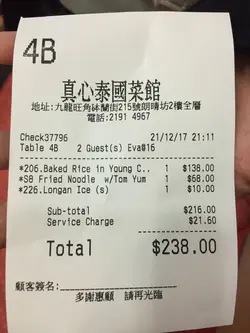 4B
真心泰國菜館
地址:九龍旺角砵蘭街215號朗晴坊2樓全層
電話:2191 4967
Check37796 21/12/17 21:11
Table 4B 2 Guest(s) Eva@16
*206.Baked Rice in Young C.. 1 $138.00
*S8 Fried Noodle w/Tom Yum 1 $68.00
*226.Longan Ice (s) 1 $10.00
Sub-total $216.00
Service Charge $21.60
Total $238.00
顧客簽名:
多謝惠顧 請再光臨